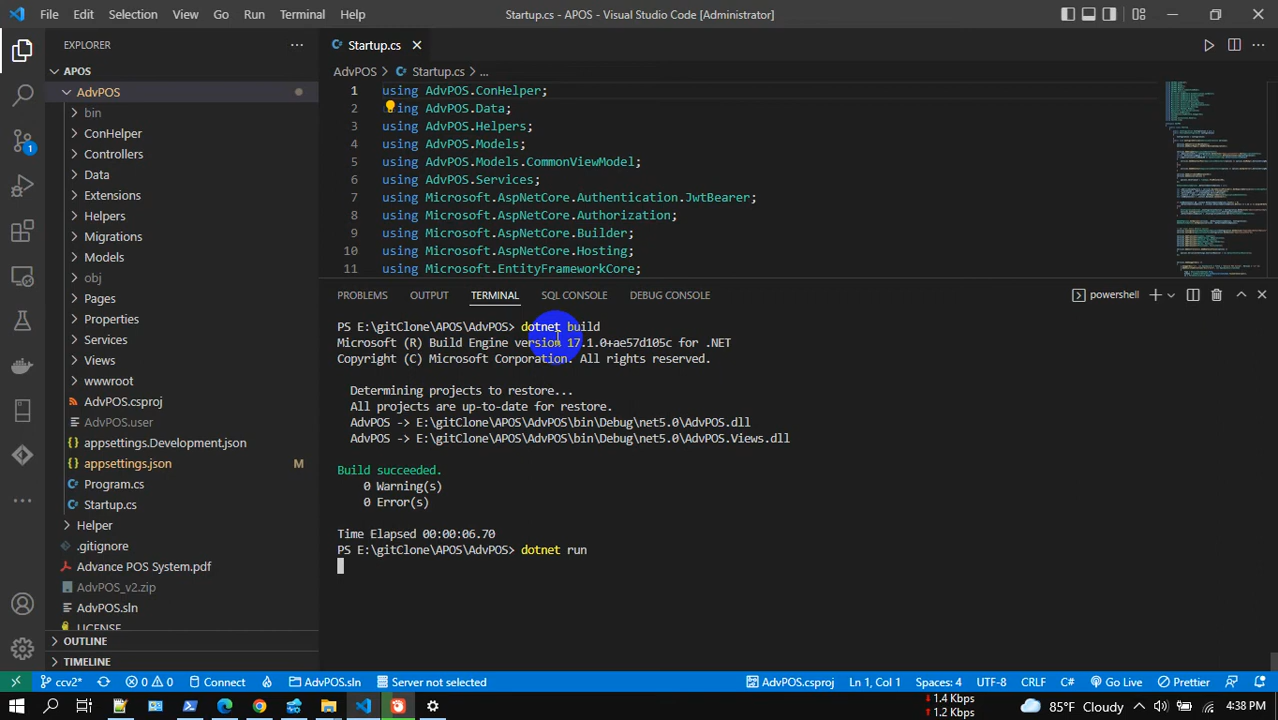 File Edit Selection View Go Run Terminal Help
Startup.cs - APOS - Visual Studio Code [Administrator]
EXPLORER
APOS
AdvPOS
bin
ConHelper
Controllers
Data
Extensions
Helpers
Migrations
Models
obj
Pages
Properties
Services
Views
wwwroot
AdvPOS.csproj
AdvPOS.user
appsettings.Development.json
appsettings.json M
Program.cs
Startup.cs
Helper
.gitignore
Advance POS System.pdf
AdvPOS_v2.zip
AdvPOS.sln
LICENSE
OUTLINE
TIMELINE
1
Startup.cs
AdvPOS > Startup.cs > ...
1 using AdvPOS.ConHelper;
2 ing AdvPOS.Data;
3 using AdvPOS.Helpers;
4 using AdvPOS.Models;
5 using AdvPOS.Models.CommonViewModel;
6 using AdvPOS.Services;
7 using Microsoft.AspNetCore.Authentication.JwtBearer;
8 using Microsoft.AspNetCore.Authorization;
9 using Microsoft.AspNetCore.Builder;
10 using Microsoft.AspNetCore.Hosting;
11 using Microsoft.EntityFrameworkCore;
PROBLEMS OUTPUT TERMINAL SQL CONSOLE DEBUG CONSOLE
powershell
PS E:\gitClone\APOS\AdvPOS> dotnet build
Microsoft (R) Build Engine version 17.1.0+ae57d105c for .NET
Copyright (C) Microsoft Corporation. All rights reserved.
Determining projects to restore...
All projects are up-to-date for restore.
AdvPOS -> E:\gitClone\APOS\AdvPOS\bin\Debug\net5.0\AdvPOS.dll
AdvPOS -> E:\gitClone\APOS\AdvPOS\bin\Debug\net5.0\AdvPOS.Views.dll
Build succeeded.
0 Warning(s)
0 Error(s)
Time Elapsed 00:00:06.70
PS E:\gitClone\APOS\AdvPOS> dotnet run
ccv2* 0 0 Connect AdvPOS.sln Server not selected
AdvPOS.csproj Ln 1, Col 1 Spaces: 4 UTF-8 CRLF C# Go Live Prettier
1.4 Kbps
1.2 Kbps
85°F Cloudy
4:38 PM